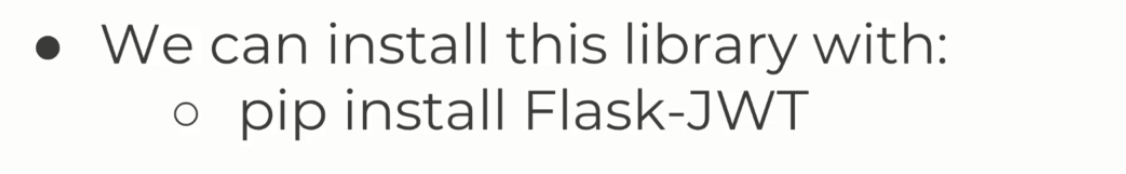 ● We can install this library with:
○ pip install Flask-JWT